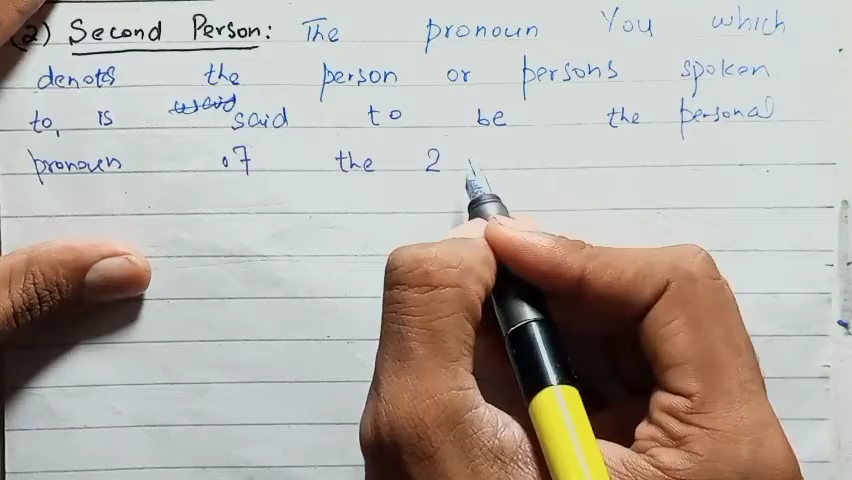 (2) Second Person: The pronoun You which
denots the person or persons spoken
to, is said to be the personal
pronoun of the 2